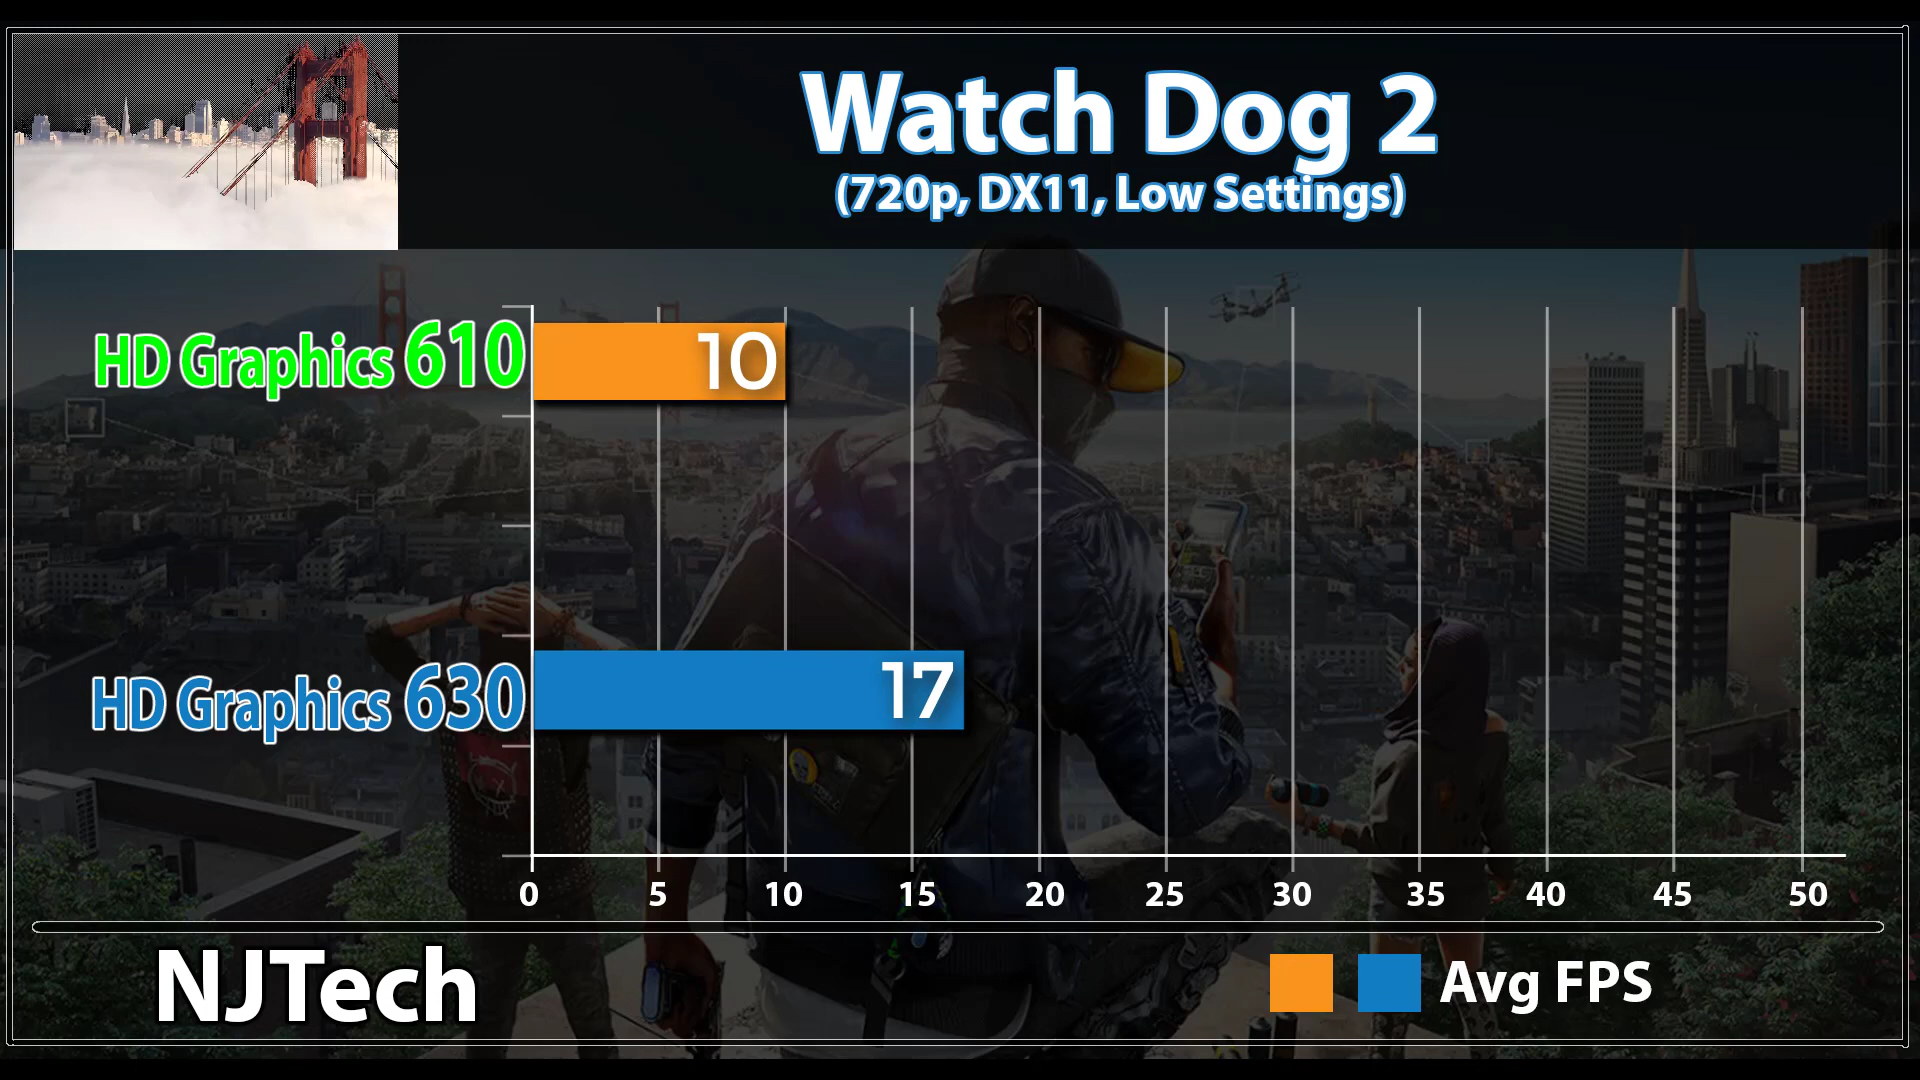 Watch Dog 2
(720p, DX11, Low Settings)
HD Graphics 610
10
HD Graphics 630
17
0 5 10 15 20 25 30 35 40 45 50
NJTech
Avg FPS